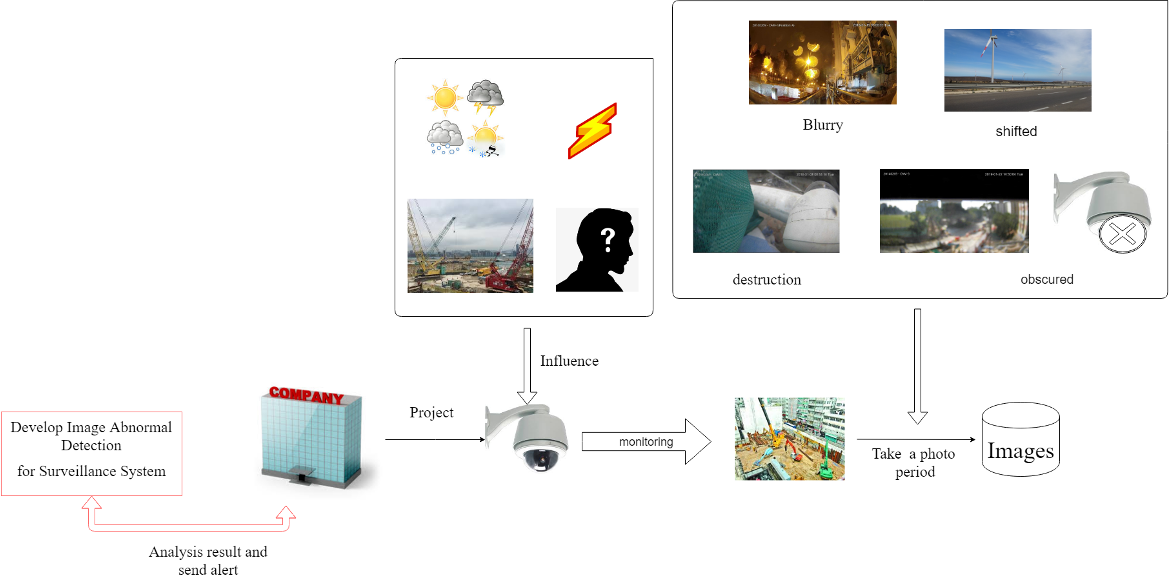 Blurry
shifted
destruction
obscured
?
Influence
COMPANY
Project
monitoring
Take a photo
period
Images
Develop Image Abnormal
Detection
for Surveillance System
Analysis result and
send alert